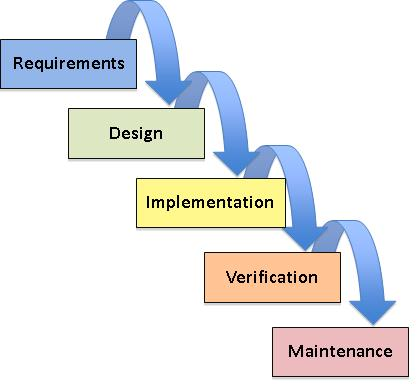 Requirements
Design
Implementation
Verification
Maintenance